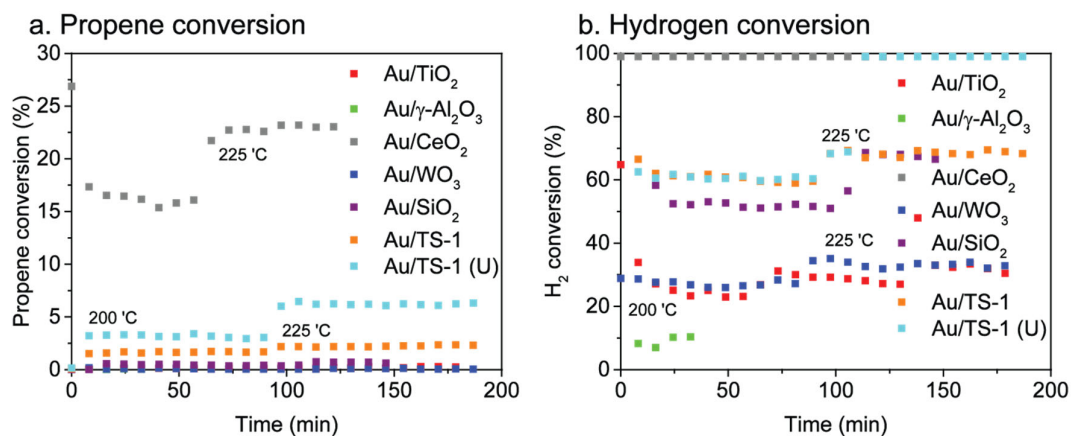 a. Propene conversion
30
25
20
15
10
5
0
0
50
100
150
200
Propene conversion (%)
Time (min)
Au/TiO2
Au/γ-Al2O3
Au/CeO2
Au/WO3
Au/SiO2
Au/TS-1
Au/TS-1 (U)
225 'C
200 'C
225 'C
b. Hydrogen conversion
100
80
60
40
20
0
0
50
100
150
200
H2 conversion (%)
Time (min)
Au/TiO2
Au/γ-Al2O3
Au/CeO2
Au/WO3
Au/SiO2
Au/TS-1
Au/TS-1 (U)
225 'C
225 'C
200 'C